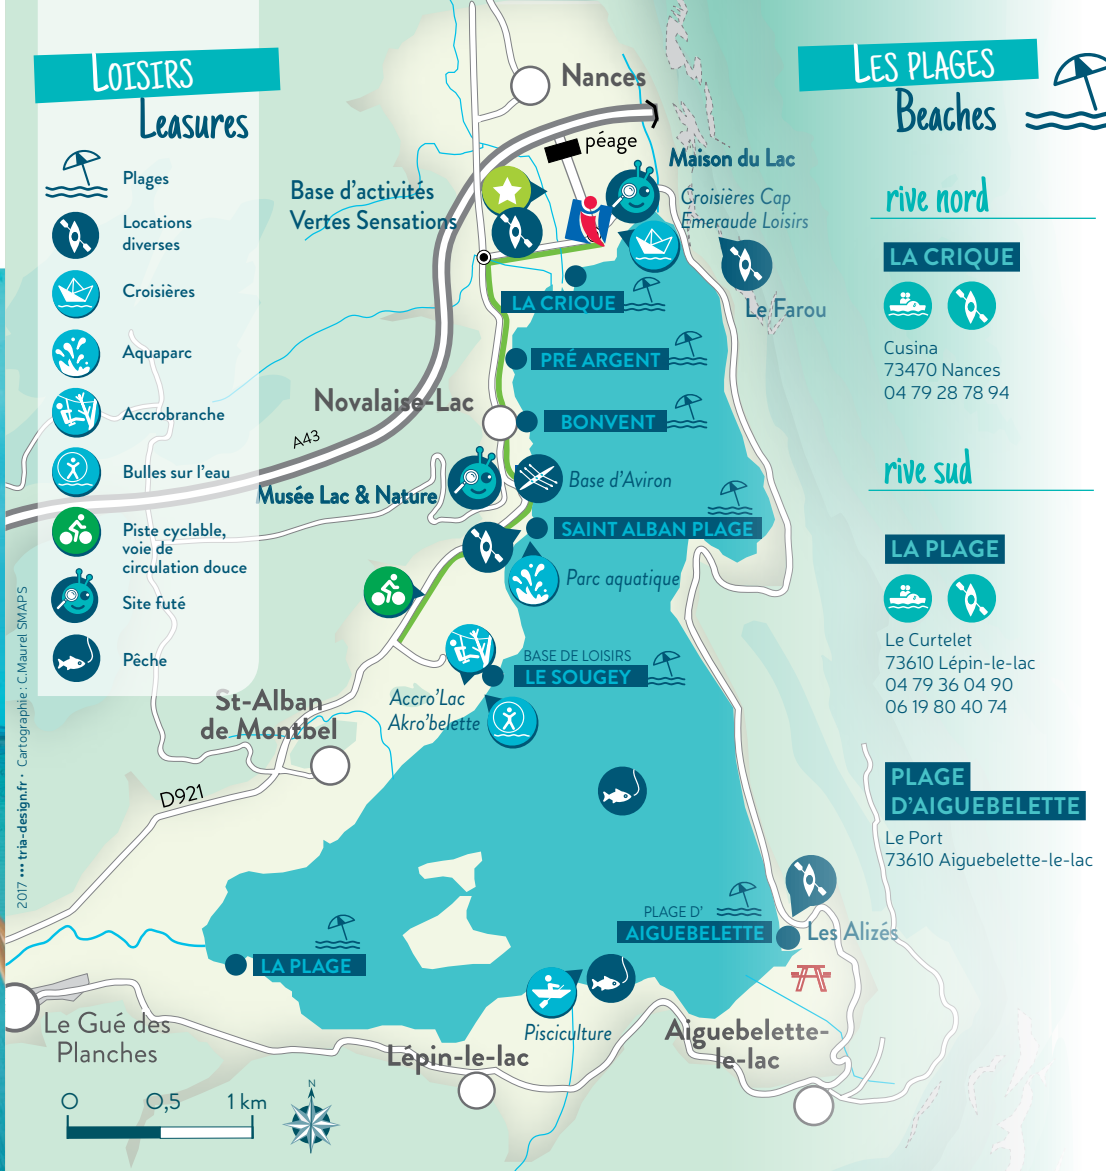 LOISIRS
Leasures
Plages
Locations
diverses
Croisières
Aquaparc
Accrobranche
Bulles sur l'eau
Piste cyclable,
voie de
circulation douce
Site futé
Pêche
2017 ••• tria-design.fr • Cartographie : C.Maurel SMAPS
Nances
péage
Maison du Lac
Croisières Cap
Emeraude Loisirs
Base d'activités
Vertes Sensations
Le Farou
LA CRIQUE
PRÉ ARGENT
Novalaise-Lac
BONVENT
A43
Musée Lac & Nature
Base d'Aviron
SAINT ALBAN PLAGE
Parc aquatique
BASE DE LOISIRS
LE SOUGEY
Accro'Lac
Akro'belette
St-Alban
de Montbel
D921
PLAGE D'
AIGUEBELETTE
Les Alizés
LA PLAGE
Pisciculture
Le Gué des
Planches
Lépin-le-lac
Aiguebelette-
le-lac
0 0,5 1 km
N
LES PLAGES
Beaches
rive nord
LA CRIQUE
Cusina
73470 Nances
04 79 28 78 94
rive sud
LA PLAGE
Le Curtelet
73610 Lépin-le-lac
04 79 36 04 90
06 19 80 40 74
PLAGE
D'AIGUEBELETTE
Le Port
73610 Aiguebelette-le-lac